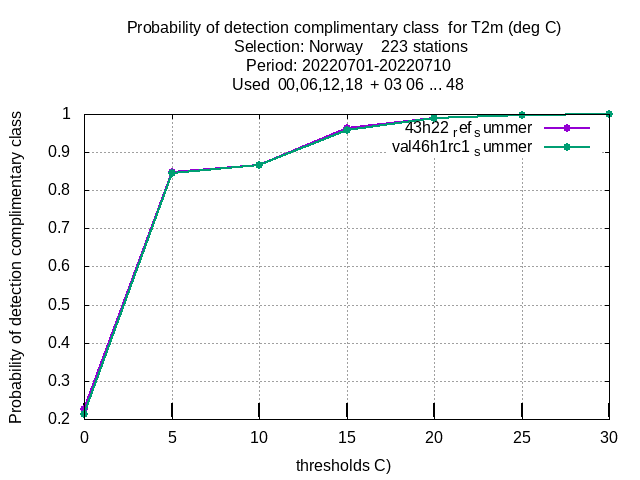 Probability of detection complimentary class  for T2m (deg C)
Selection: Norway    223 stations
Period: 20220701-20220710
Used  00,06,12,18  + 03 06 ... 48
Probability of detection complimentary class
1
0.9
0.8
0.7
0.6
0.5
0.4
0.3
0.2
43h22refsummer
val46h1rc1summer
0 5 10 15 20 25 30
thresholds C)